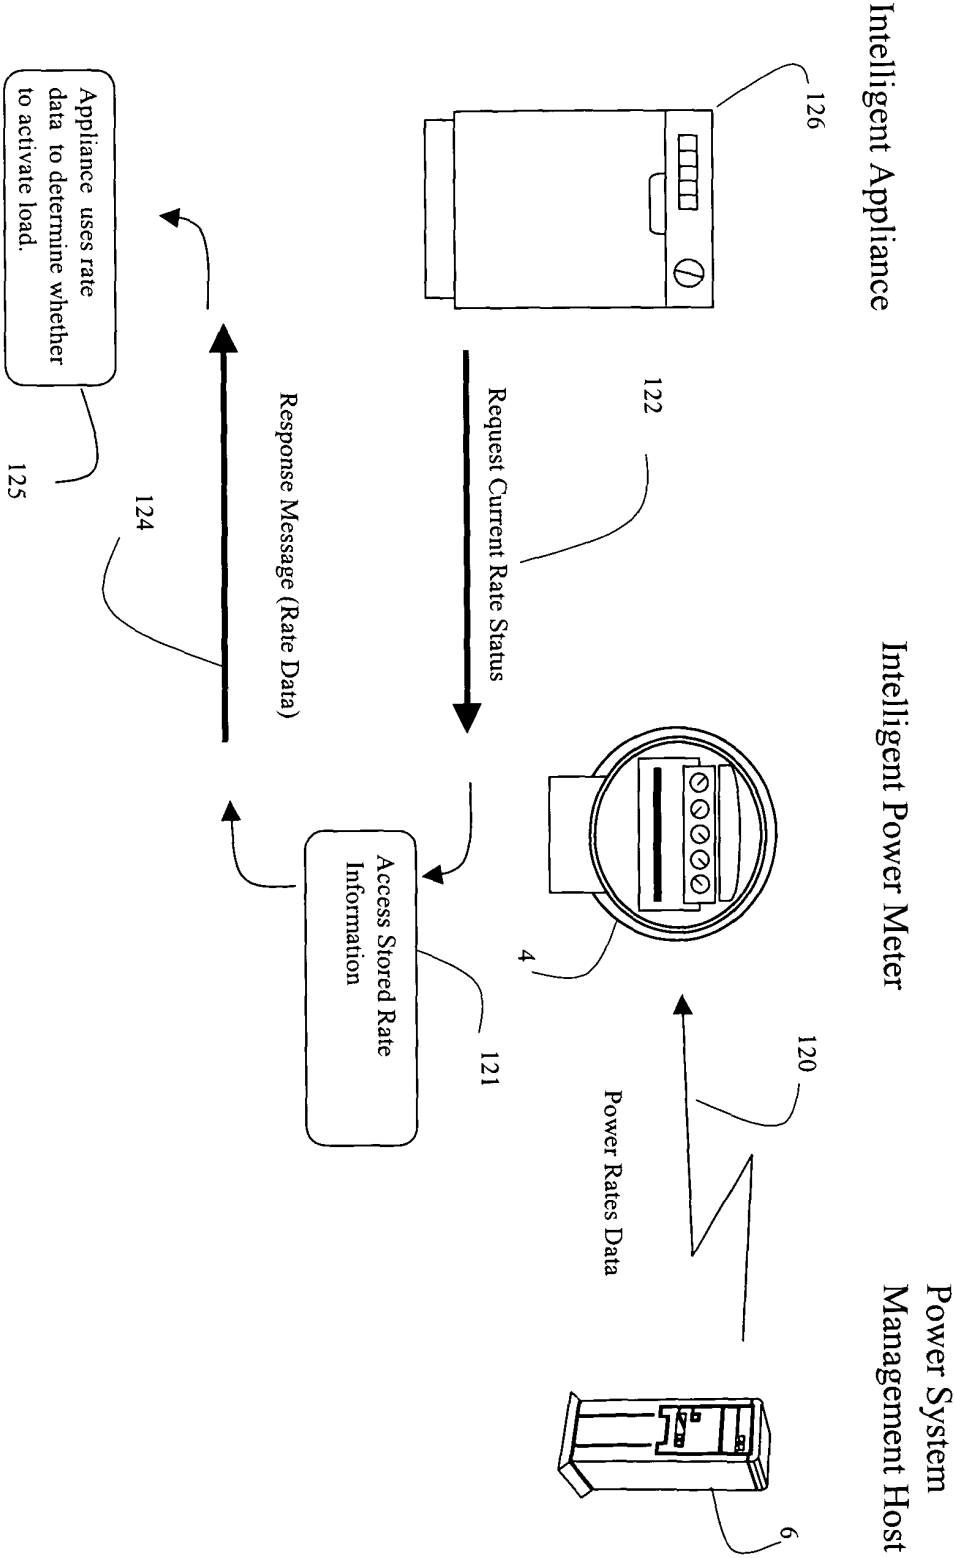 Intelligent Appliance
Intelligent Power Meter
Power System
Management Host
126
122
Request Current Rate Status
4
120
Power Rates Data
6
121
Access Stored Rate
Information
Response Message (Rate Data)
124
Appliance uses rate
data to determine whether
to activate load.
125